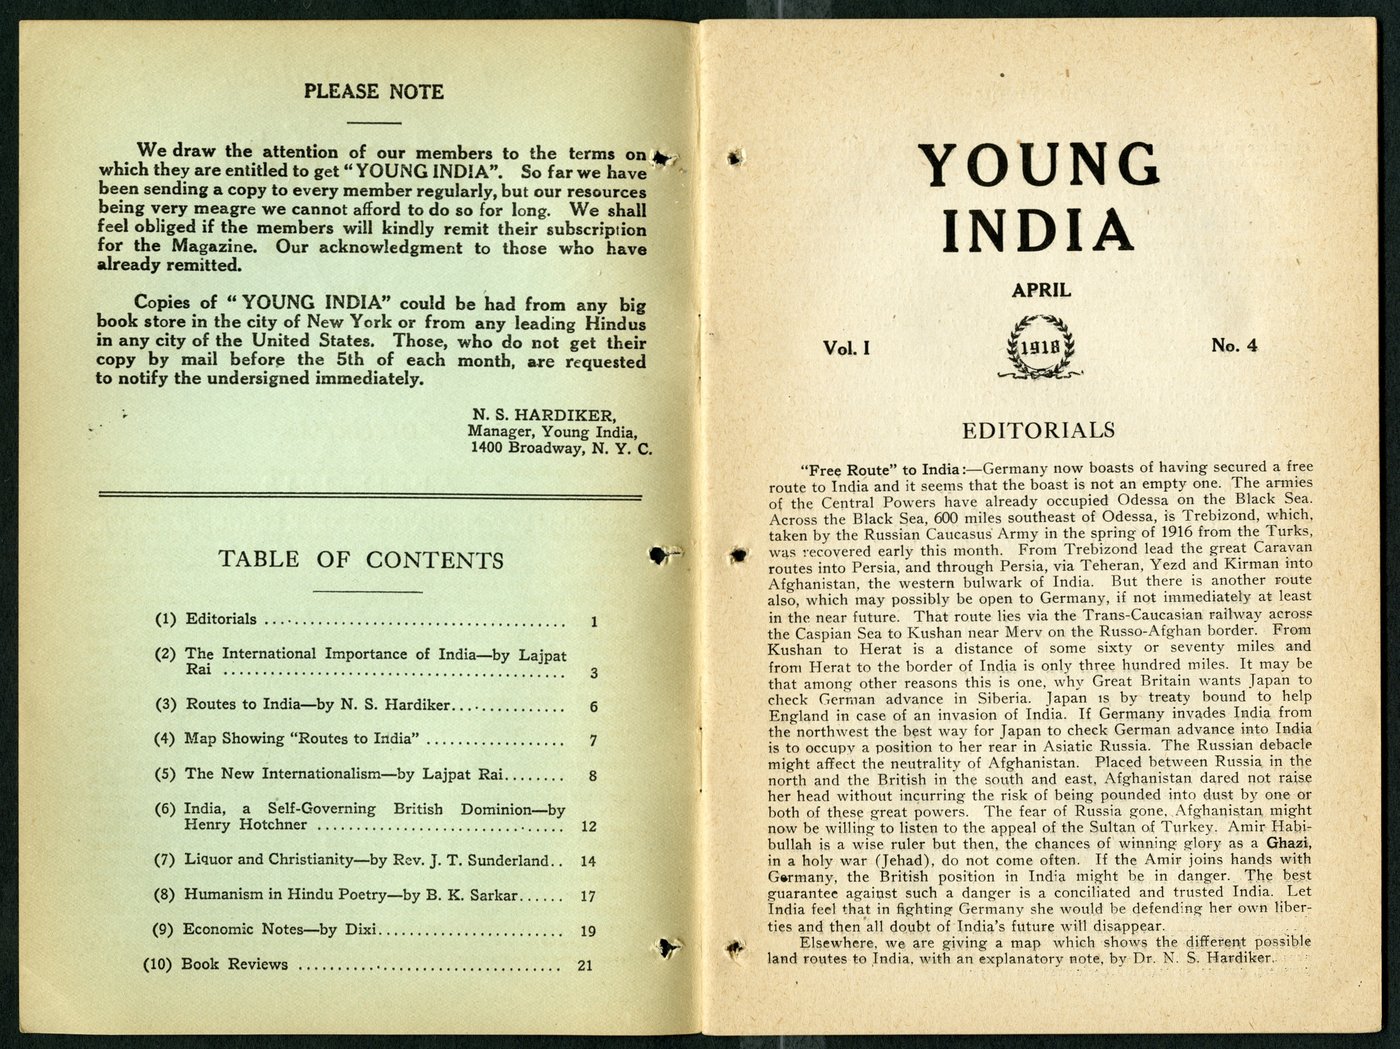 PLEASE NOTE
We draw the attention of our members to the terms on
which they are entitled to get "YOUNG INDIA". So far we have
been sending a copy to every member regularly, but our resources
being very meagre we cannot afford to do so for long. We shall
feel obliged if the members will kindly remit their subscription
for the Magazine. Our acknowledgment to those who have
already remitted.
Copies of "YOUNG INDIA" could be had from any big
book store in the city of New York or from any leading Hindus
in any city of the United States. Those, who do not get their
copy by mail before the 5th of each month, are requested
to notify the undersigned immediately.
N. S. HARDIKER,
Manager, Young India,
1400 Broadway, N. Y. C.
TABLE OF CONTENTS
(1) Editorials ........................................ 1
(2) The International Importance of India—by Lajpat
Rai ........................................ 3
(3) Routes to India—by N. S. Hardiker............... 6
(4) Map Showing "Routes to India" ................. 7
(5) The New Internationalism—by Lajpat Rai........ 8
(6) India, a Self-Governing British Dominion—by
Henry Hotchner .............................. 12
(7) Liquor and Christianity—by Rev. J. T. Sunderland.. 14
(8) Humanism in Hindu Poetry—by B. K. Sarkar...... 17
(9) Economic Notes—by Dixi........................ 19
(10) Book Reviews .................................. 21
YOUNG
INDIA
APRIL
Vol. I 1918 No. 4
EDITORIALS
"Free Route" to India:—Germany now boasts of having secured a free
route to India and it seems that the boast is not an empty one. The armies
of the Central Powers have already occupied Odessa on the Black Sea.
Across the Black Sea, 600 miles southeast of Odessa, is Trebizond, which,
taken by the Russian Caucasus Army in the spring of 1916 from the Turks,
was recovered early this month. From Trebizond lead the great Caravan
routes into Persia, and through Persia, via Teheran, Yezd and Kirman into
Afghanistan, the western bulwark of India. But there is another route
also, which may possibly be open to Germany, if not immediately at least
in the near future. That route lies via the Trans-Caucasian railway across
the Caspian Sea to Kushan near Merv on the Russo-Afghan border. From
Kushan to Herat is a distance of some sixty or seventy miles and
from Herat to the border of India is only three hundred miles. It may be
that among other reasons this is one, why Great Britain wants Japan to
check German advance in Siberia. Japan is by treaty bound to help
England in case of an invasion of India. If Germany invades India from
the northwest the best way for Japan to check German advance into India
is to occupy a position to her rear in Asiatic Russia. The Russian debacle
might affect the neutrality of Afghanistan. Placed between Russia in the
north and the British in the south and east, Afghanistan dared not raise
her head without incurring the risk of being pounded into dust by one or
both of these great powers. The fear of Russia gone, Afghanistan might
now be willing to listen to the appeal of the Sultan of Turkey. Amir Habi-
bullah is a wise ruler but then, the chances of winning glory as a Ghazi,
in a holy war (Jehad), do not come often. If the Amir joins hands with
Germany, the British position in India might be in danger. The best
guarantee against such a danger is a conciliated and trusted India. Let
India feel that in fighting Germany she would be defending her own liber-
ties and then all doubt of India's future will disappear.
Elsewhere, we are giving a map which shows the different possible
land routes to India, with an explanatory note, by Dr. N. S. Hardiker.